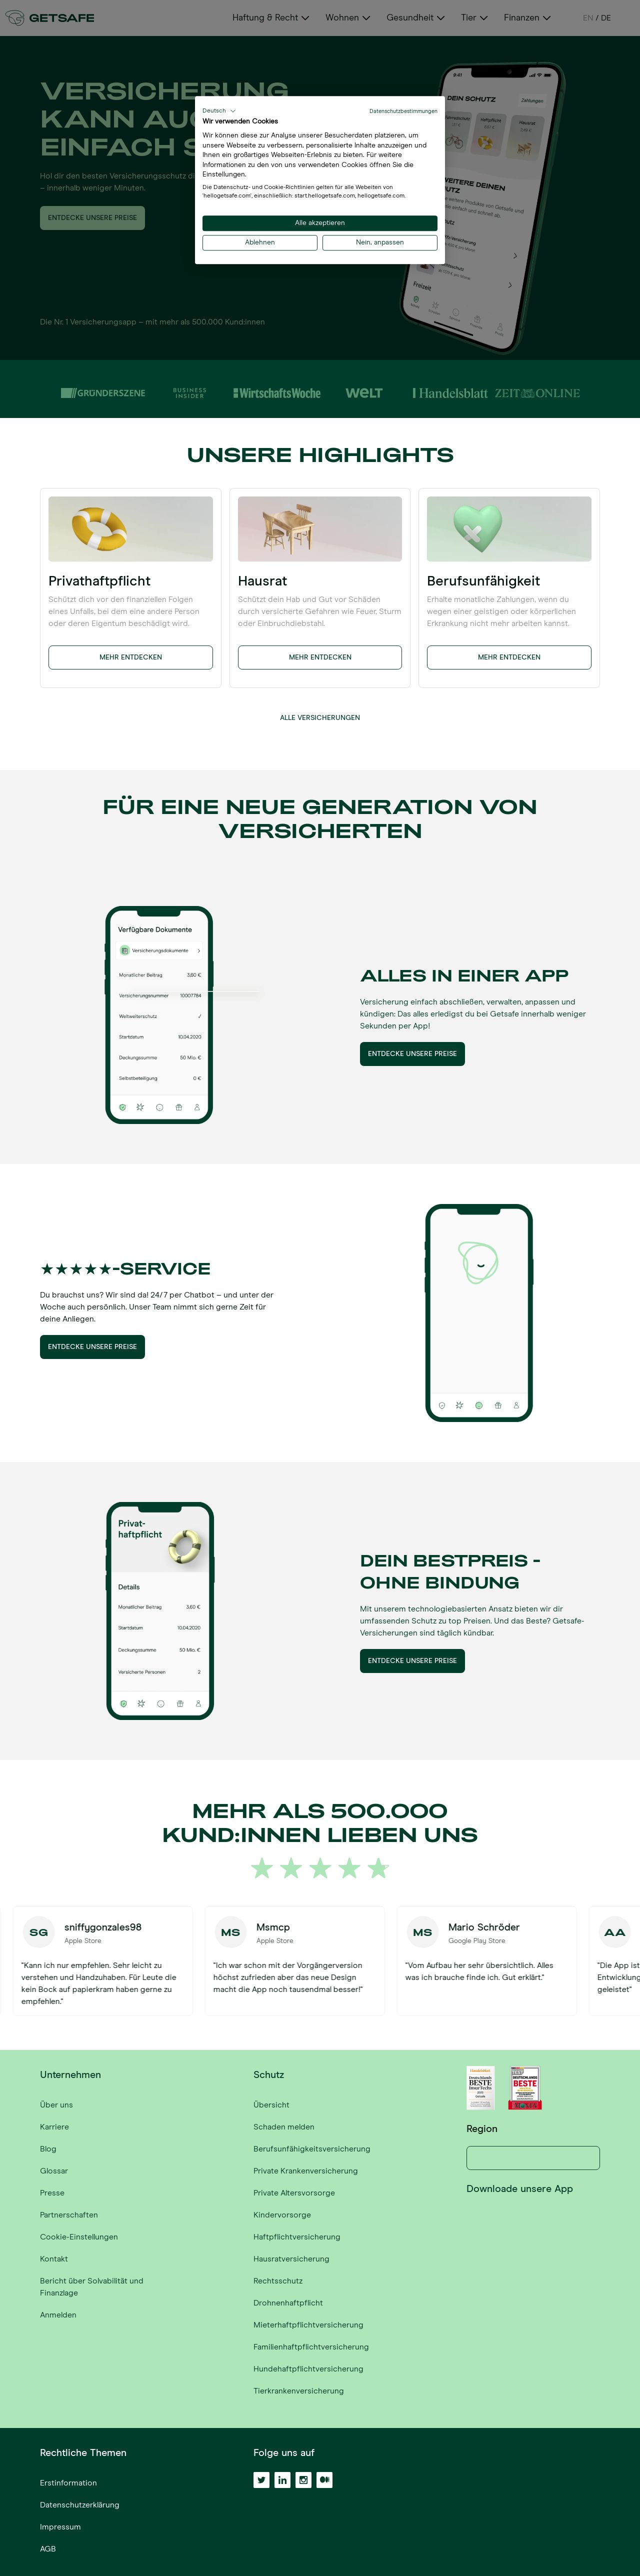 GETSAFE
Haftung & Recht
Wohnen
Gesundheit
Tier
Finanzen
EN / DE
VERSICHERUNG
KANN AUC
EINFACH S
Hol dir den besten Versicherungsschutz di
– innerhalb weniger Minuten.
ENTDECKE UNSERE PREISE
Die Nr. 1 Versicherungsapp – mit mehr als 500.000 Kund:innen
Zahlungen
Freizeit
Deutsch
Datenschutzbestimmungen
Wir verwenden Cookies
Wir können diese zur Analyse unserer Besucherdaten platzieren, um
unsere Webseite zu verbessern, personalisierte Inhalte anzuzeigen und
Ihnen ein großartiges Webseiten-Erlebnis zu bieten. Für weitere
Informationen zu den von uns verwendeten Cookies öffnen Sie die
Einstellungen.
Die Datenschutz- und Cookie-Richtlinien gelten für alle Webseiten von
'hellogetsafe.com', einschließlich: start.hellogetsafe.com, hellogetsafe.com.
Alle akzeptieren
Ablehnen
Nein, anpassen
GRÜNDERSZENE
BUSINESS
INSIDER
WirtschaftsWoche
WELT
Handelsblatt
ZEIT ONLINE
UNSERE HIGHLIGHTS
Privathaftpflicht
Schützt dich vor den finanziellen Folgen
eines Unfalls, bei dem eine andere Person
oder deren Eigentum beschädigt wird.
MEHR ENTDECKEN
Hausrat
Schützt dein Hab und Gut vor Schäden
durch versicherte Gefahren wie Feuer, Sturm
oder Einbruchdiebstahl.
MEHR ENTDECKEN
Berufsunfähigkeit
Erhalte monatliche Zahlungen, wenn du
wegen einer geistigen oder körperlichen
Erkrankung nicht mehr arbeiten kannst.
MEHR ENTDECKEN
ALLE VERSICHERUNGEN
FÜR EINE NEUE GENERATION VON
VERSICHERTEN
Verfügbare Dokumente
Versicherungsdokumente
Monatlicher Beitrag 3,60 €
Versicherungsnummer 10007784
Weltweiterschutz ✓
Startdatum 10.04.2020
Deckungssumme 50 Mio. €
Selbstbeteiligung 0 €
ALLES IN EINER APP
Versicherung einfach abschließen, verwalten, anpassen und
kündigen: Das alles erledigst du bei Getsafe innerhalb weniger
Sekunden per App!
ENTDECKE UNSERE PREISE
★★★★★-SERVICE
Du brauchst uns? Wir sind da! 24/7 per Chatbot – und unter der
Woche auch persönlich. Unser Team nimmt sich gerne Zeit für
deine Anliegen.
ENTDECKE UNSERE PREISE
Privat-
haftpflicht
Details
Monatlicher Beitrag 3,60 €
Startdatum 10.04.2020
Deckungssumme 50 Mio. €
Versicherte Personen 2
DEIN BESTPREIS -
OHNE BINDUNG
Mit unserem technologiebasierten Ansatz bieten wir dir
umfassenden Schutz zu top Preisen. Und das Beste? Getsafe-
Versicherungen sind täglich kündbar.
ENTDECKE UNSERE PREISE
MEHR ALS 500.000
KUND:INNEN LIEBEN UNS
SG
sniffygonzales98
Apple Store
"Kann ich nur empfehlen. Sehr leicht zu
verstehen und Handzuhaben. Für Leute die
kein Bock auf papierkram haben gerne zu
empfehlen."
MS
Msmcp
Apple Store
"Ich war schon mit der Vorgängerversion
höchst zufrieden aber das neue Design
macht die App noch tausendmal besser!"
MS
Mario Schröder
Google Play Store
"Vom Aufbau her sehr übersichtlich. Alles
was ich brauche finde ich. Gut erklärt."
AA
"Die App ist
Entwicklung
geleistet"
Unternehmen
Über uns
Karriere
Blog
Glossar
Presse
Partnerschaften
Cookie-Einstellungen
Kontakt
Bericht über Solvabilität und
Finanzlage
Anmelden
Schutz
Übersicht
Schaden melden
Berufsunfähigkeitsversicherung
Private Krankenversicherung
Private Altersvorsorge
Kindervorsorge
Haftpflichtversicherung
Hausratversicherung
Rechtsschutz
Drohnenhaftpflicht
Mieterhaftpflichtversicherung
Familienhaftpflichtversicherung
Hundehaftpflichtversicherung
Tierkrankenversicherung
BESTE
BESTE
Region
Downloade unsere App
Rechtliche Themen
Erstinformation
Datenschutzerklärung
Impressum
AGB
Folge uns auf